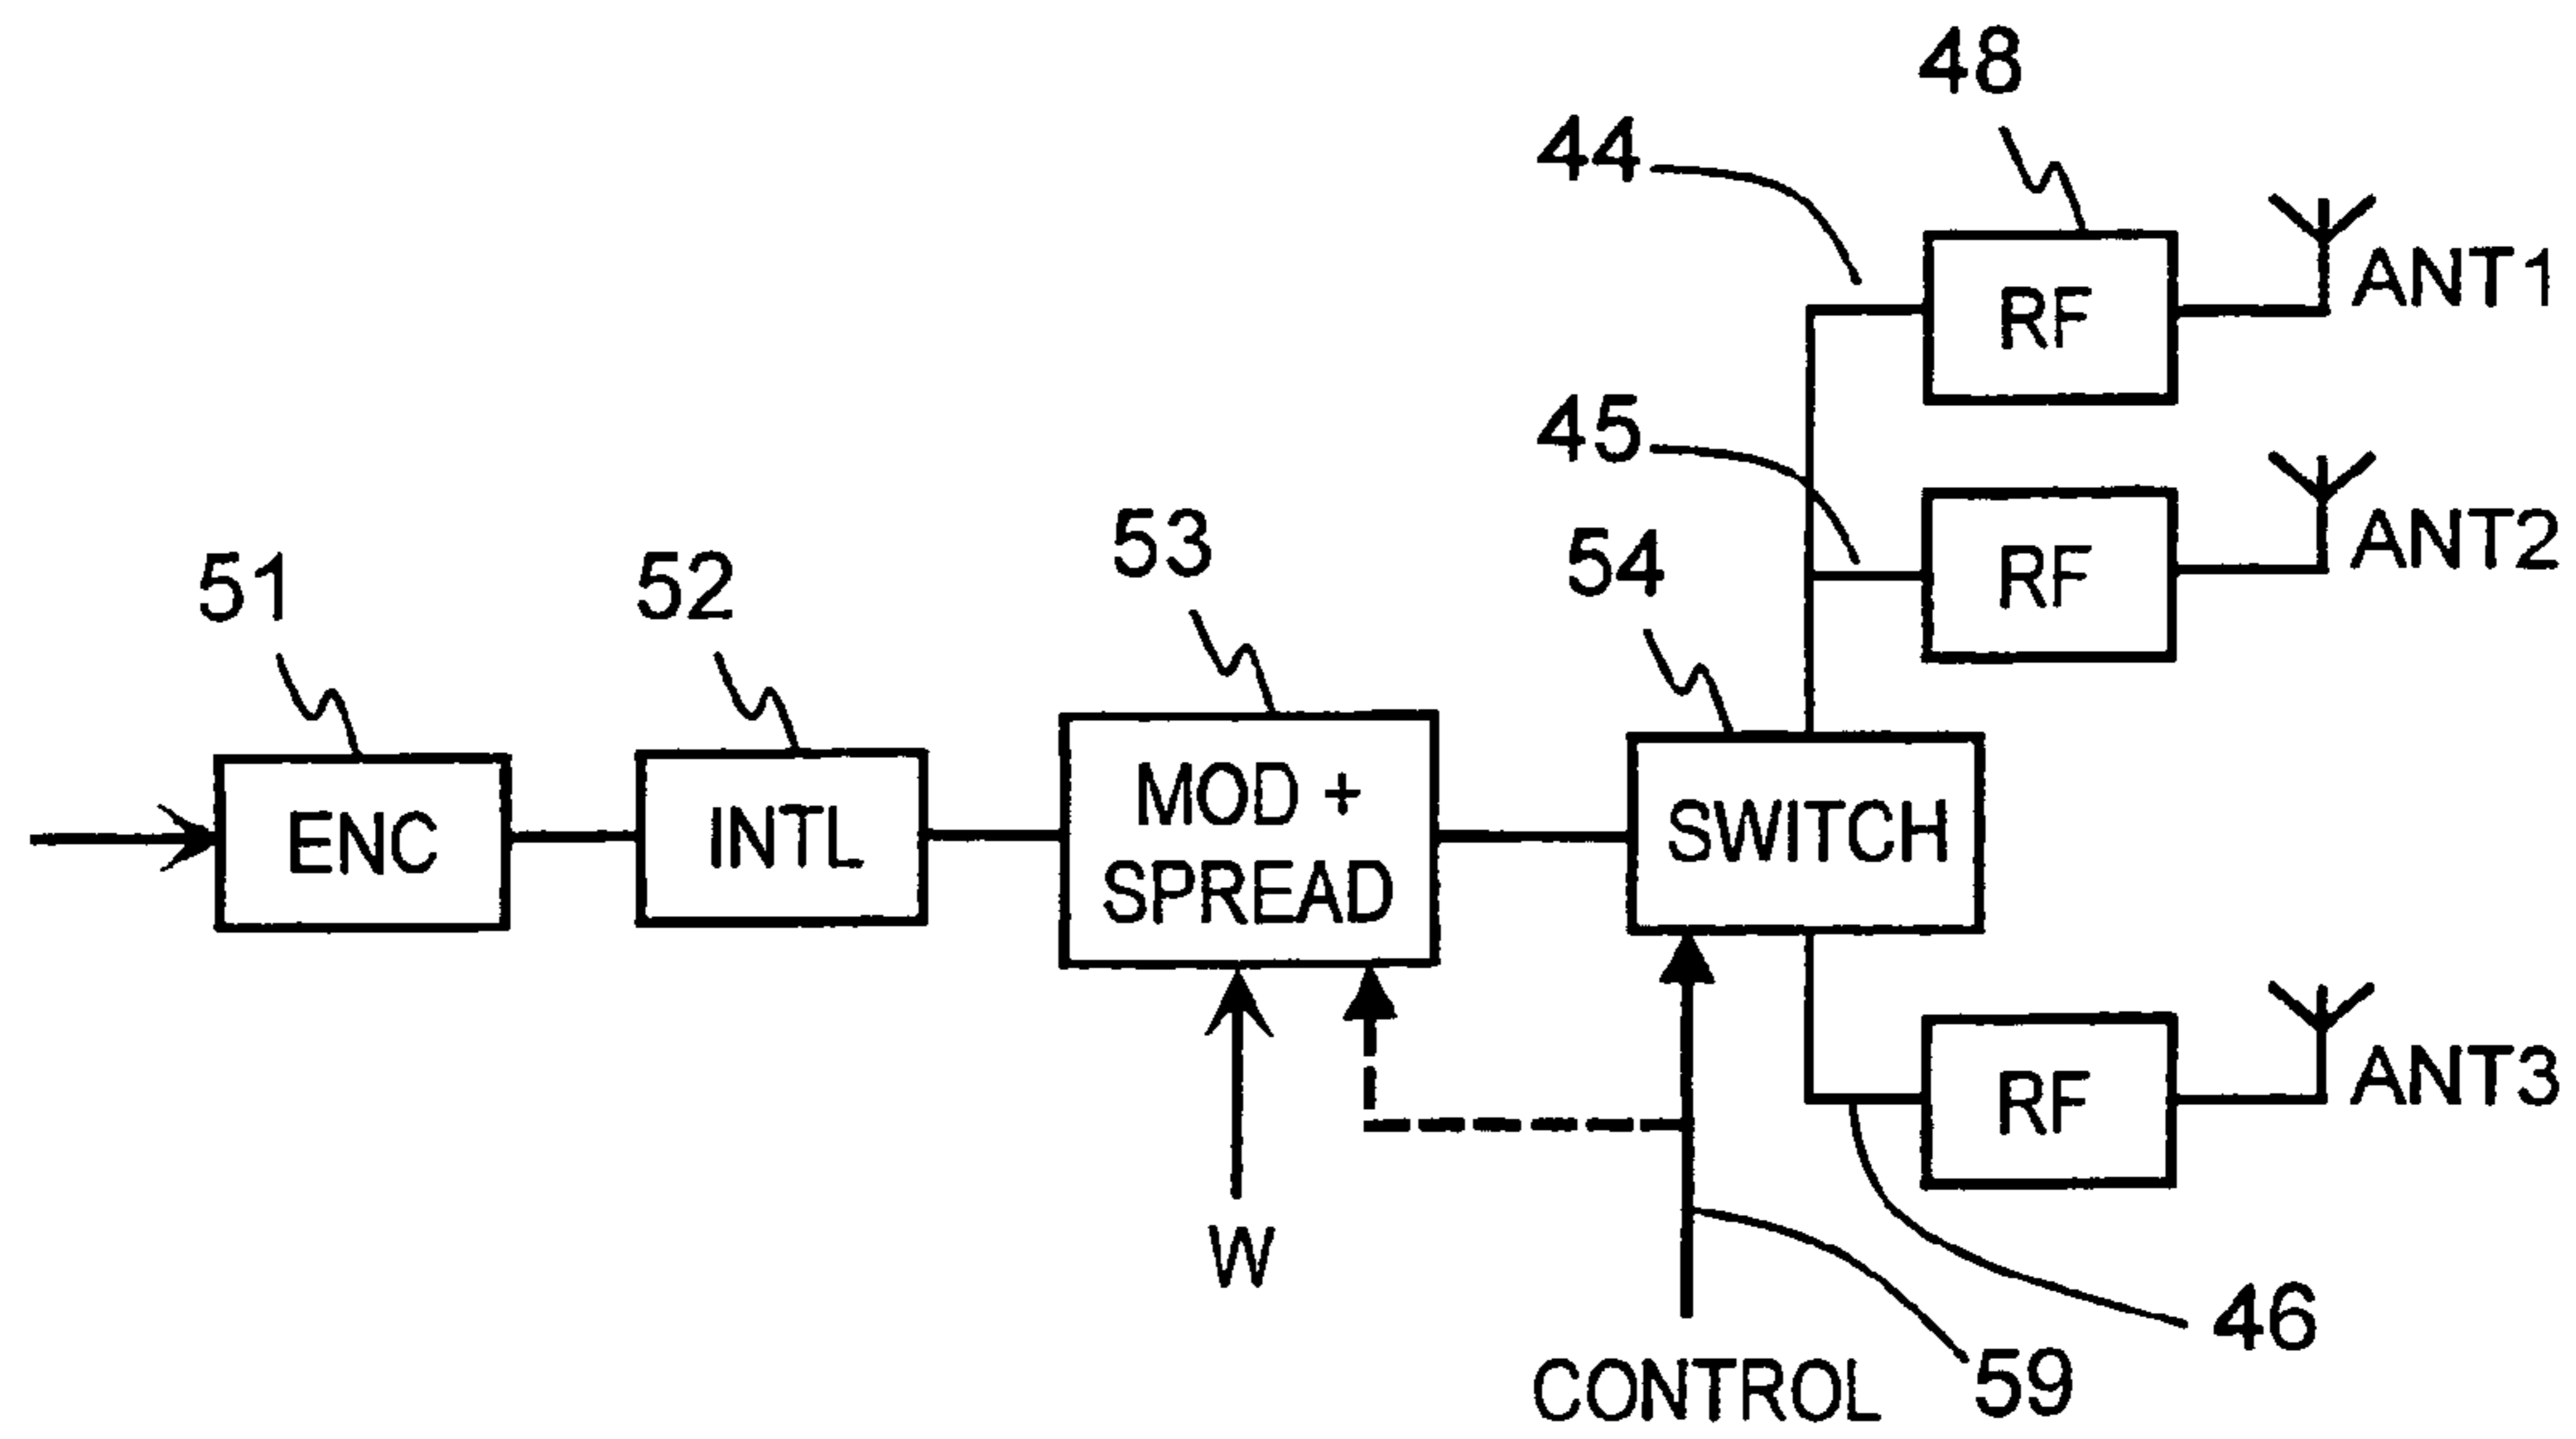 48
44
RF
ANT1
45
RF
ANT2
54
53
52
51
ENC
INTL
MOD +
SPREAD
SWITCH
RF
ANT3
W
46
59
CONTROL